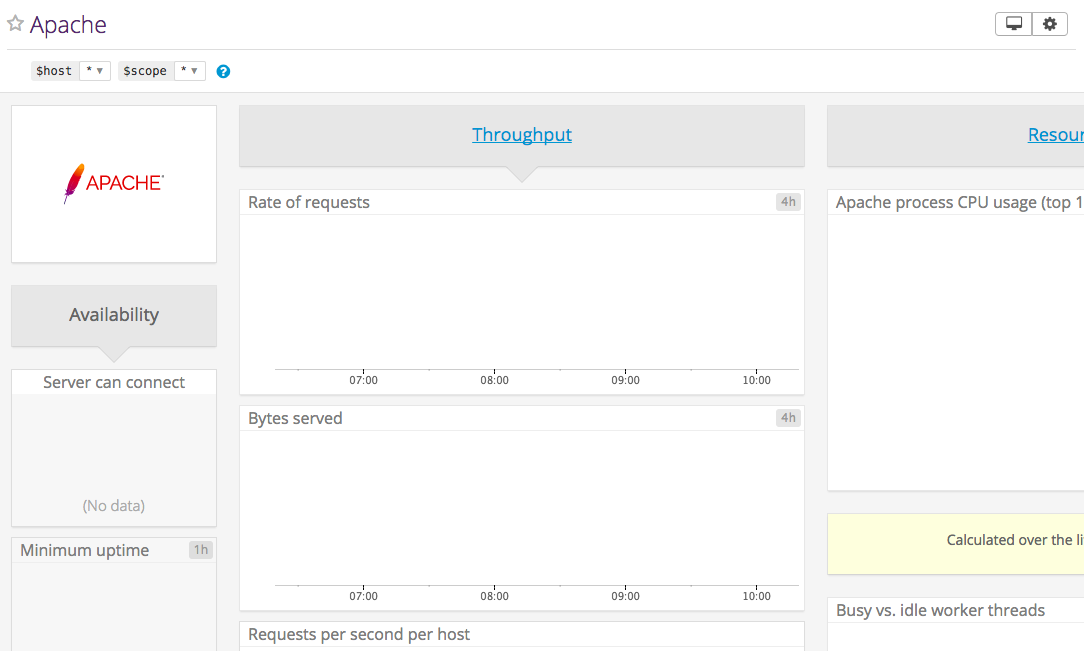 Apache
$host * ▼ $scope * ▼ ?
APACHE
Availability
Server can connect
(No data)
Minimum uptime 1h
Throughput
Rate of requests 4h
07:00 08:00 09:00 10:00
Bytes served 4h
07:00 08:00 09:00 10:00
Requests per second per host
Resour
Apache process CPU usage (top 1
Calculated over the li
Busy vs. idle worker threads